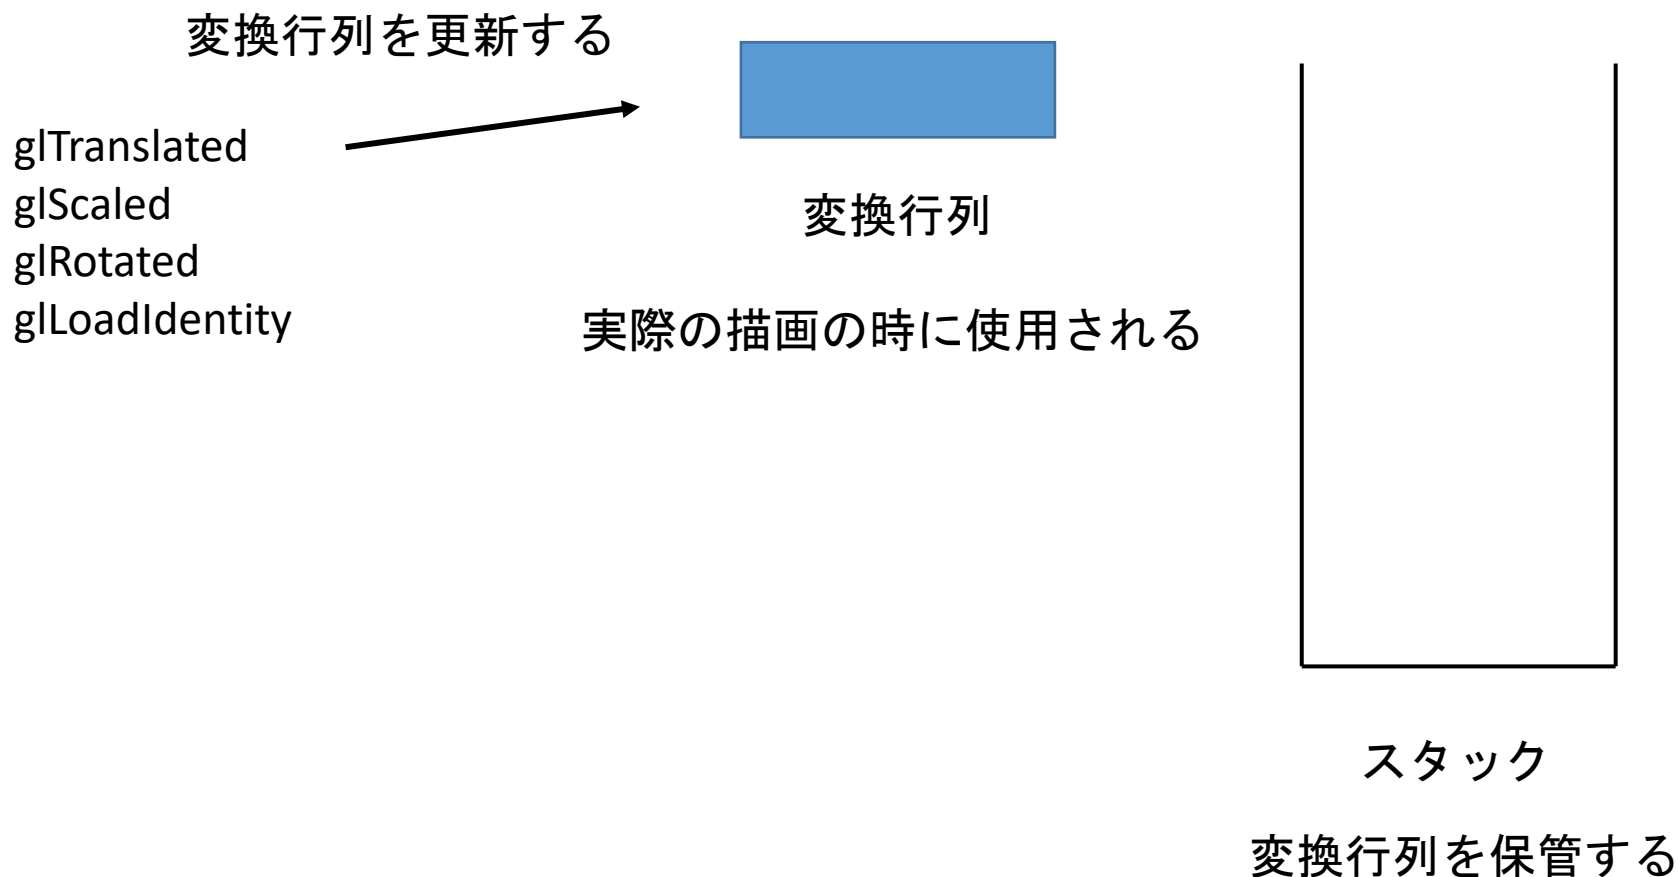 変換行列を更新する
glTranslated
glScaled
glRotated
glLoadIdentity
変換行列
実際の描画の時に使用される
スタック
変換行列を保管する